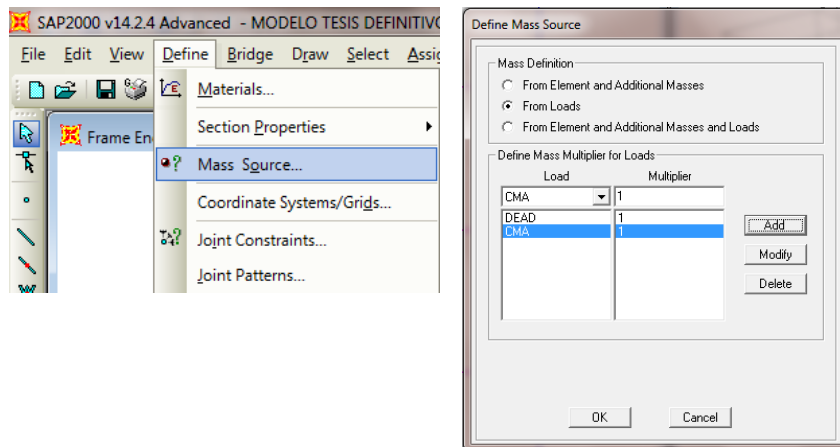 SAP2000 v14.2.4 Advanced - MODELO TESIS DEFINITIVO
File Edit View Define Bridge Draw Select Assig
Materials...
Frame En
Section Properties
Mass Source...
Coordinate Systems/Grids...
Joint Constraints...
Joint Patterns...
Define Mass Source
Mass Definition
From Element and Additional Masses
From Loads
From Element and Additional Masses and Loads
Define Mass Multiplier for Loads
Load Multiplier
CMA 1
DEAD 1
CMA 1
Add
Modify
Delete
OK Cancel